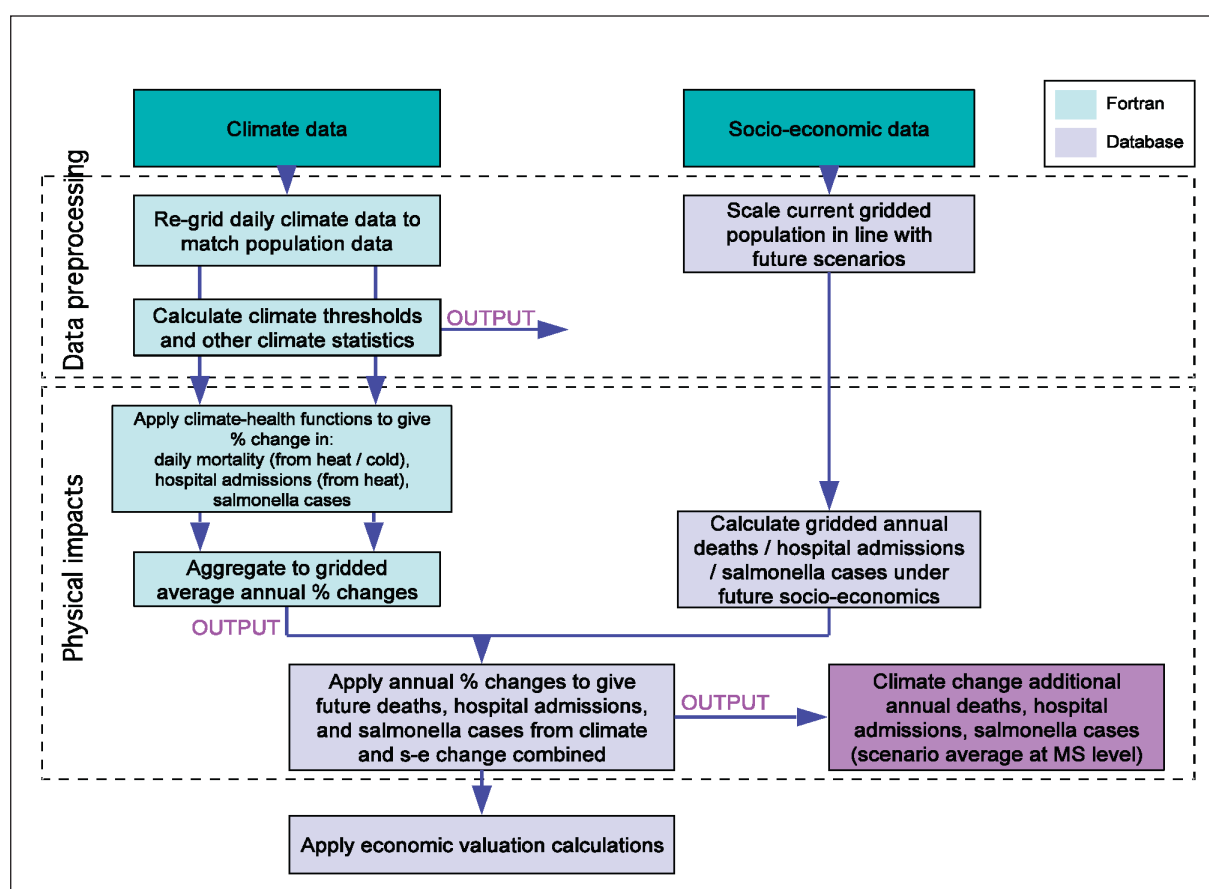 Fortran
Database
Climate data
Socio-economic data
Data preprocessing
Re-grid daily climate data to
match population data
Scale current gridded
population in line with
future scenarios
Calculate climate thresholds
and other climate statistics
OUTPUT
Physical impacts
Apply climate-health functions to give
% change in:
daily mortality (from heat / cold),
hospital admissions (from heat),
salmonella cases
Calculate gridded annual
deaths / hospital admissions
/ salmonella cases under
future socio-economics
Aggregate to gridded
average annual % changes
OUTPUT
Apply annual % changes to give
future deaths, hospital admissions,
and salmonella cases from climate
and s-e change combined
OUTPUT
Climate change additional
annual deaths, hospital
admissions, salmonella cases
(scenario average at MS level)
Apply economic valuation calculations